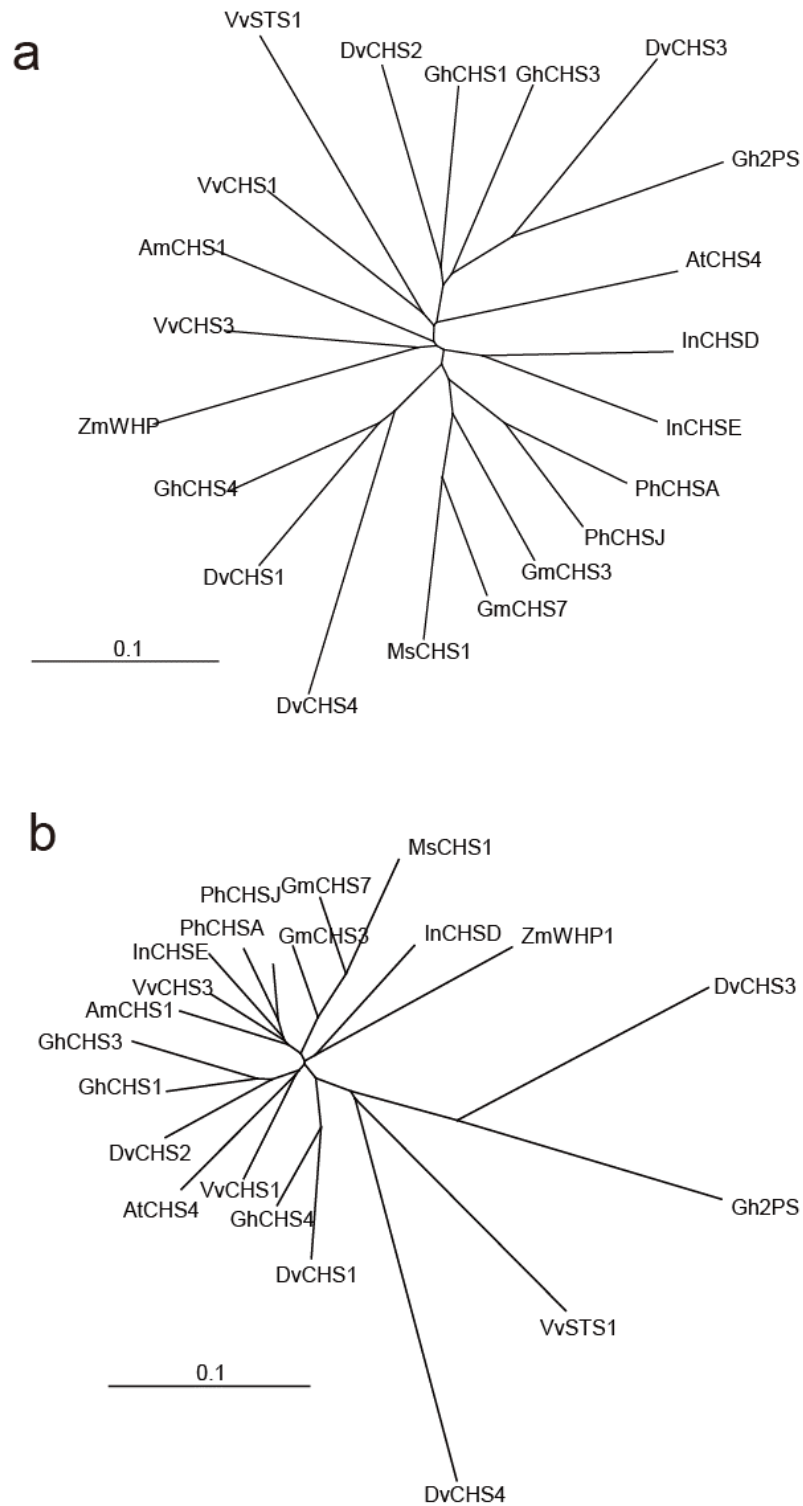 a
VvSTS1
DvCHS2
DvCHS3
GhCHS1
GhCHS3
Gh2PS
VvCHS1
AmCHS1
AtCHS4
VvCHS3
InCHSD
ZmWHP
InCHSE
GhCHS4
PhCHSA
PhCHSJ
GmCHS3
DvCHS1
GmCHS7
0.1
MsCHS1
DvCHS4
b
MsCHS1
PhCHSJ
GmCHS7
PhCHSA
GmCHS3
InCHSD
ZmWHP1
InCHSE
VvCHS3
DvCHS3
AmCHS1
GhCHS3
GhCHS1
DvCHS2
VvCHS1
AtCHS4
GhCHS4
Gh2PS
DvCHS1
VvSTS1
0.1
DvCHS4